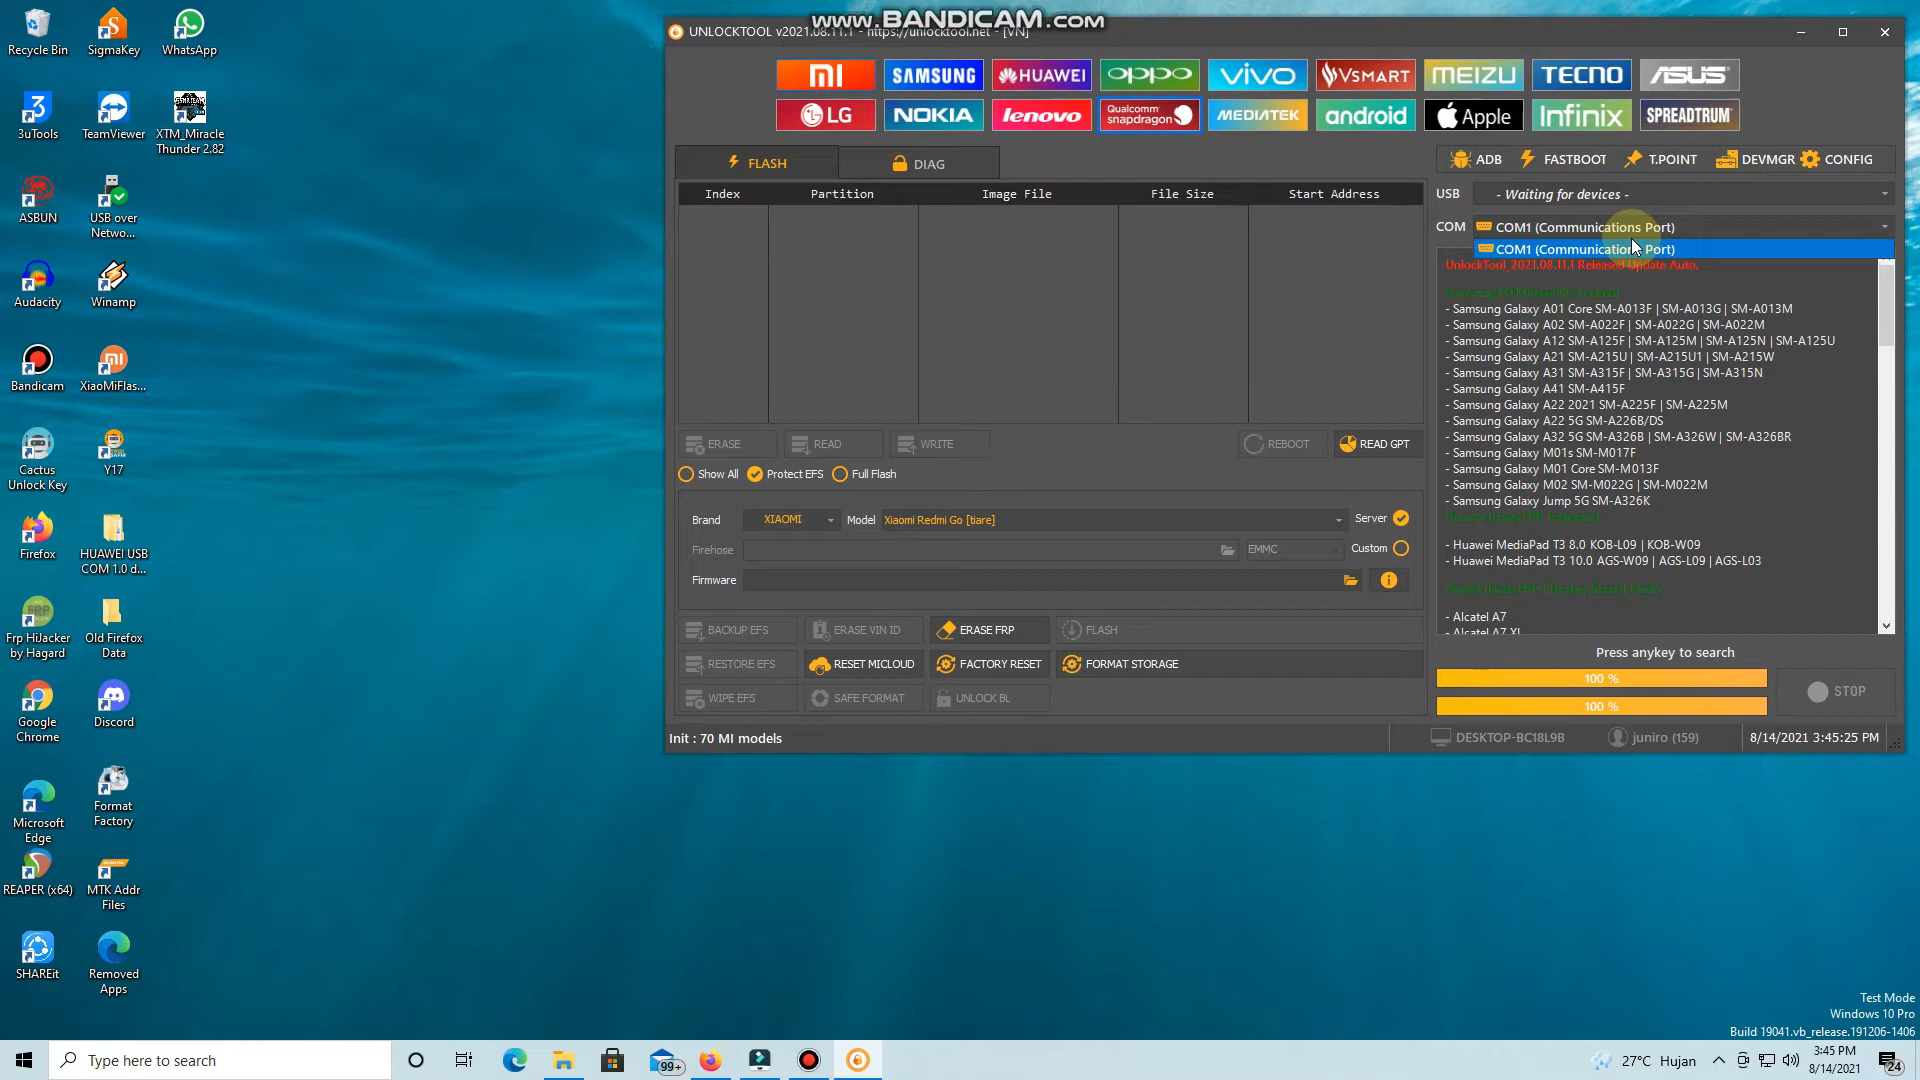 www.BANDICAM.com
Recycle Bin
SigmaKey
WhatsApp
3uTools
TeamViewer
XTM_Miracle
Thunder 2.82
ASBUN
USB over
Netwo...
Audacity
Winamp
Bandicam
XiaoMiFlas...
Cactus
Unlock Key
Y17
Firefox
HUAWEI USB
COM 1.0 d...
Frp HiJacker
by Hagard
Old Firefox
Data
Google
Chrome
Discord
Microsoft
Edge
Format
Factory
REAPER (x64)
MTK Addr
Files
SHAREit
Removed
Apps
UNLOCKTOOL v2021.08.11.1 - https://unlocktool.net - [VN]
MI SAMSUNG HUAWEI OPPO vivo VSMART MEIZU TECNO ASUS
LG NOKIA lenovo Qualcomm snapdragon MEDIATEK android Apple Infinix SPREADTRUM
FLASH DIAG
ADB FASTBOOT T.POINT DEVMGR CONFIG
Index Partition Image File File Size Start Address
USB - Waiting for devices -
COM COM1 (Communications Port)
COM1 (Communications Port)
UnlockTool_2021.08.11.1 Released Update Auto.
- Samsung Galaxy A01 Core SM-A013F | SM-A013G | SM-A013M
- Samsung Galaxy A02 SM-A022F | SM-A022G | SM-A022M
- Samsung Galaxy A12 SM-A125F | SM-A125M | SM-A125N | SM-A125U
- Samsung Galaxy A21 SM-A215U | SM-A215U1 | SM-A215W
- Samsung Galaxy A31 SM-A315F | SM-A315G | SM-A315N
- Samsung Galaxy A41 SM-A415F
- Samsung Galaxy A22 2021 SM-A225F | SM-A225M
- Samsung Galaxy A22 5G SM-A226B/DS
- Samsung Galaxy A32 5G SM-A326B | SM-A326W | SM-A326BR
- Samsung Galaxy M01s SM-M017F
- Samsung Galaxy M01 Core SM-M013F
- Samsung Galaxy M02 SM-M022G | SM-M022M
- Samsung Galaxy Jump 5G SM-A326K
- Huawei MediaPad T3 8.0 KOB-L09 | KOB-W09
- Huawei MediaPad T3 10.0 AGS-W09 | AGS-L09 | AGS-L03
- Alcatel A7
- Alcatel A7 XL
ERASE READ WRITE REBOOT READ GPT
Show All Protect EFS Full Flash
Brand XIAOMI Model Xiaomi Redmi Go [tiare] Server
Firehose EMMC Custom
Firmware
BACKUP EFS ERASE VIN ID ERASE FRP FLASH
RESTORE EFS RESET MICLOUD FACTORY RESET FORMAT STORAGE
WIPE EFS SAFE FORMAT UNLOCK BL
Press anykey to search
100 %
100 %
STOP
Init : 70 MI models
DESKTOP-BC18L9B juniro (159) 8/14/2021 3:45:25 PM
Test Mode
Windows 10 Pro
Build 19041.vb_release.191206-1406
Type here to search
99+
27°C Hujan
3:45 PM
8/14/2021
24